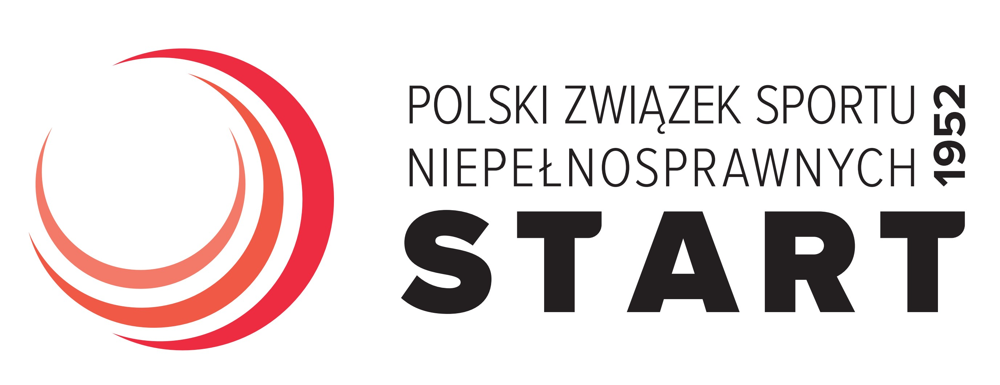 POLSKI ZWIĄZEK SPORTU
NIEPEŁNOSPRAWNYCH
1952
START